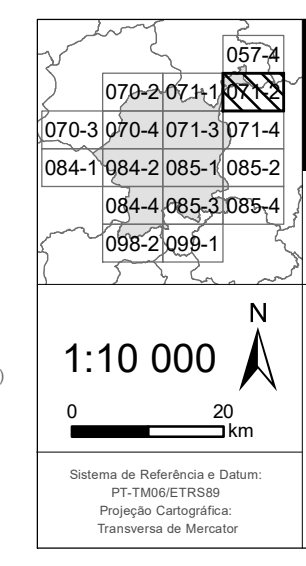 057-4
070-2 071-1 071-2
070-3 070-4 071-3 071-4
084-1 084-2 085-1 085-2
084-4 085-3 085-4
098-2 099-1
N
1:10 000
)
0 20
km
Sistema de Referência e Datum:
PT-TM06/ETRS89
Projeção Cartográfica:
Transversa de Mercator